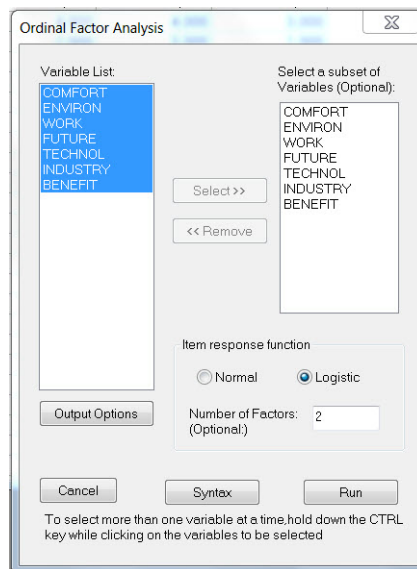 Ordinal Factor Analysis
Variable List:
COMFORT
ENVIRON
WORK
FUTURE
TECHNOL
INDUSTRY
BENEFIT
Select >>
<< Remove
Select a subset of
Variables (Optional):
COMFORT
ENVIRON
WORK
FUTURE
TECHNOL
INDUSTRY
BENEFIT
Item response function
Normal
Logistic
Number of Factors:
(Optional:)
2
Output Options
Cancel
Syntax
Run
To select more than one variable at a time,hold down the CTRL
key while clicking on the variables to be selected